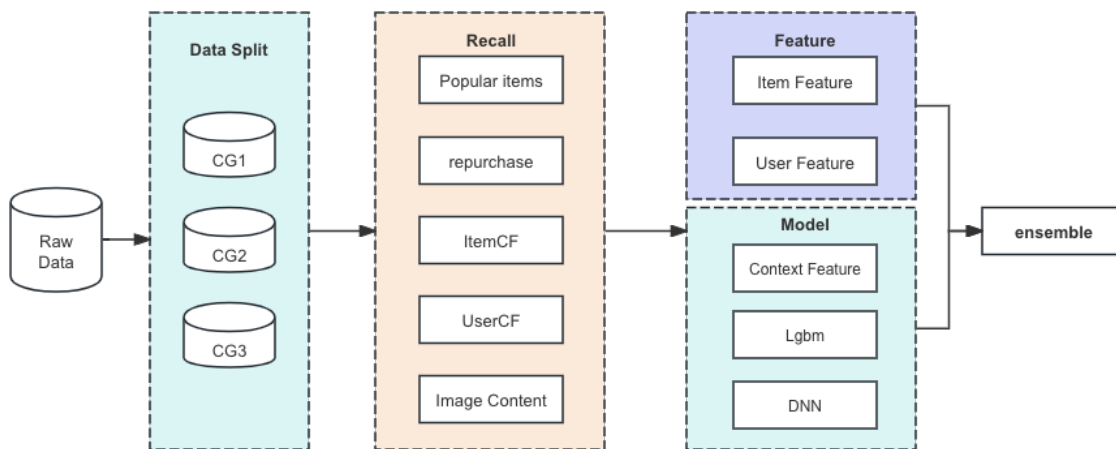 Raw
Data
Data Split
CG1
CG2
CG3
Recall
Popular items
repurchase
ItemCF
UserCF
Image Content
Feature
Item Feature
User Feature
Model
Context Feature
Lgbm
DNN
ensemble